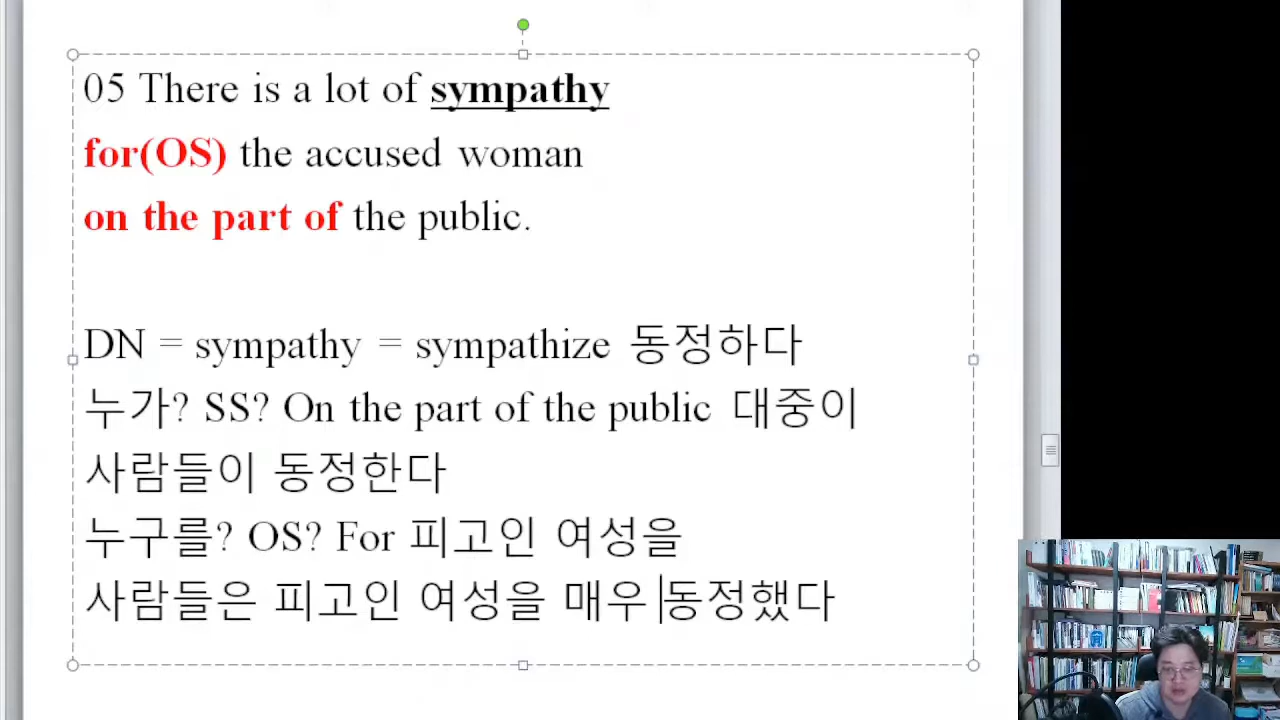 05 There is a lot of sympathy
for(OS) the accused woman
on the part of the public.
DN = sympathy = sympathize 동정하다
누가? SS? On the part of the public 대중이
사람들이 동정한다
누구를? OS? For 피고인 여성을
사람들은 피고인 여성을 매우 동정했다